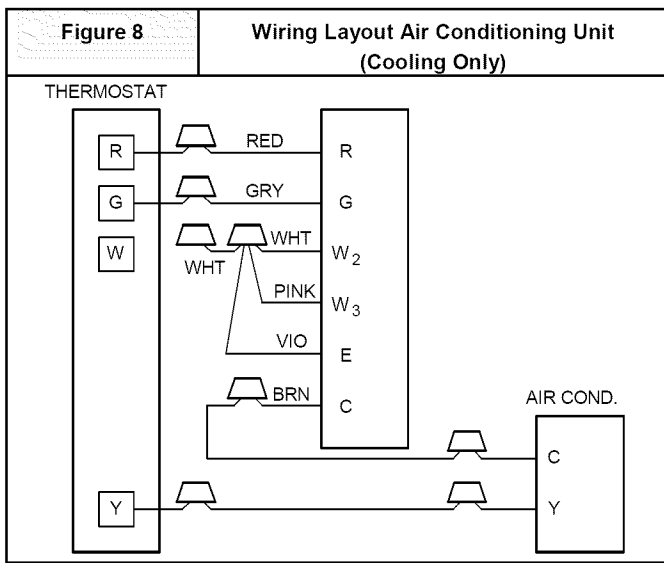 Figure 8
Wiring Layout Air Conditioning Unit
(Cooling Only)
THERMOSTAT
R RED R
G GRY G
W WHT WHT W2
PINK W3
VIO E
BRN C
AIR COND.
C
Y Y